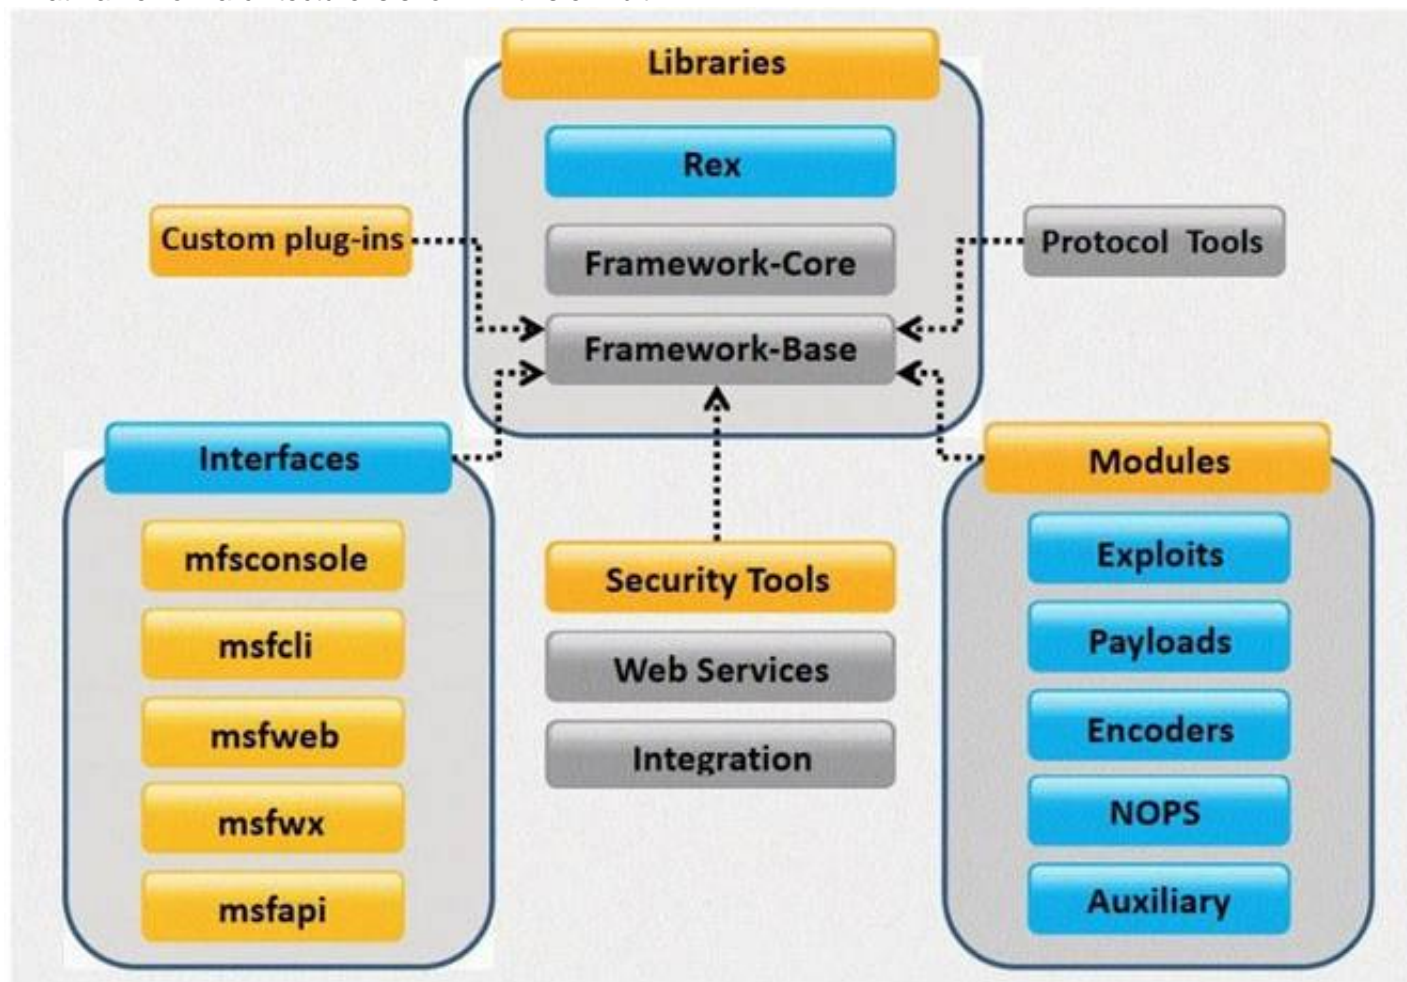 Libraries
Rex
Custom plug-ins
Protocol Tools
Framework-Core
Framework-Base
Interfaces
mfsconsole
msfcli
msfweb
msfwx
msfapi
Security Tools
Web Services
Integration
Modules
Exploits
Payloads
Encoders
NOPS
Auxiliary